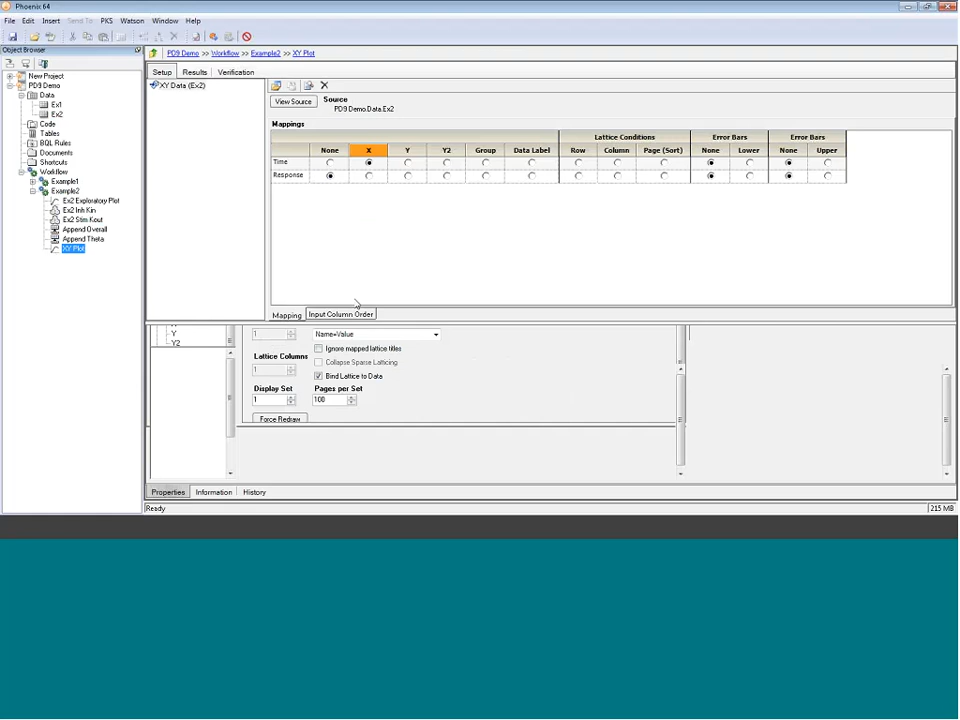 Phoenix 64
File Edit Insert Send To PKS Watson Window Help
Object Browser
PD9 Demo >> Workflow >> Example2 >> XY Plot
New Project
PD9 Demo
Data
Ex1
Ex2
Code
Tables
BQL Rules
Documents
Shortcuts
Workflow
Example1
Example2
Ex2 Exploratory Plot
Ex2 Inh Kin
Ex2 Stim Kout
Append Overall
Append Theta
XY Plot
Setup Results Verification
XY Data (Ex2)
View Source Source
PD9 Demo.Data.Ex2
Mappings
Lattice Conditions Error Bars Error Bars
None X Y Y2 Group Data Label Row Column Page (Sort) None Lower None Upper
Time
Response
Mapping Input Column Order
Y
Y2
1 Name=Value
Ignore mapped lattice titles
Lattice Columns Collapse Sparse Latticing
1 Bind Lattice to Data
Display Set Pages per Set
1 100
Force Redraw
Properties Information History
Ready 215 MB